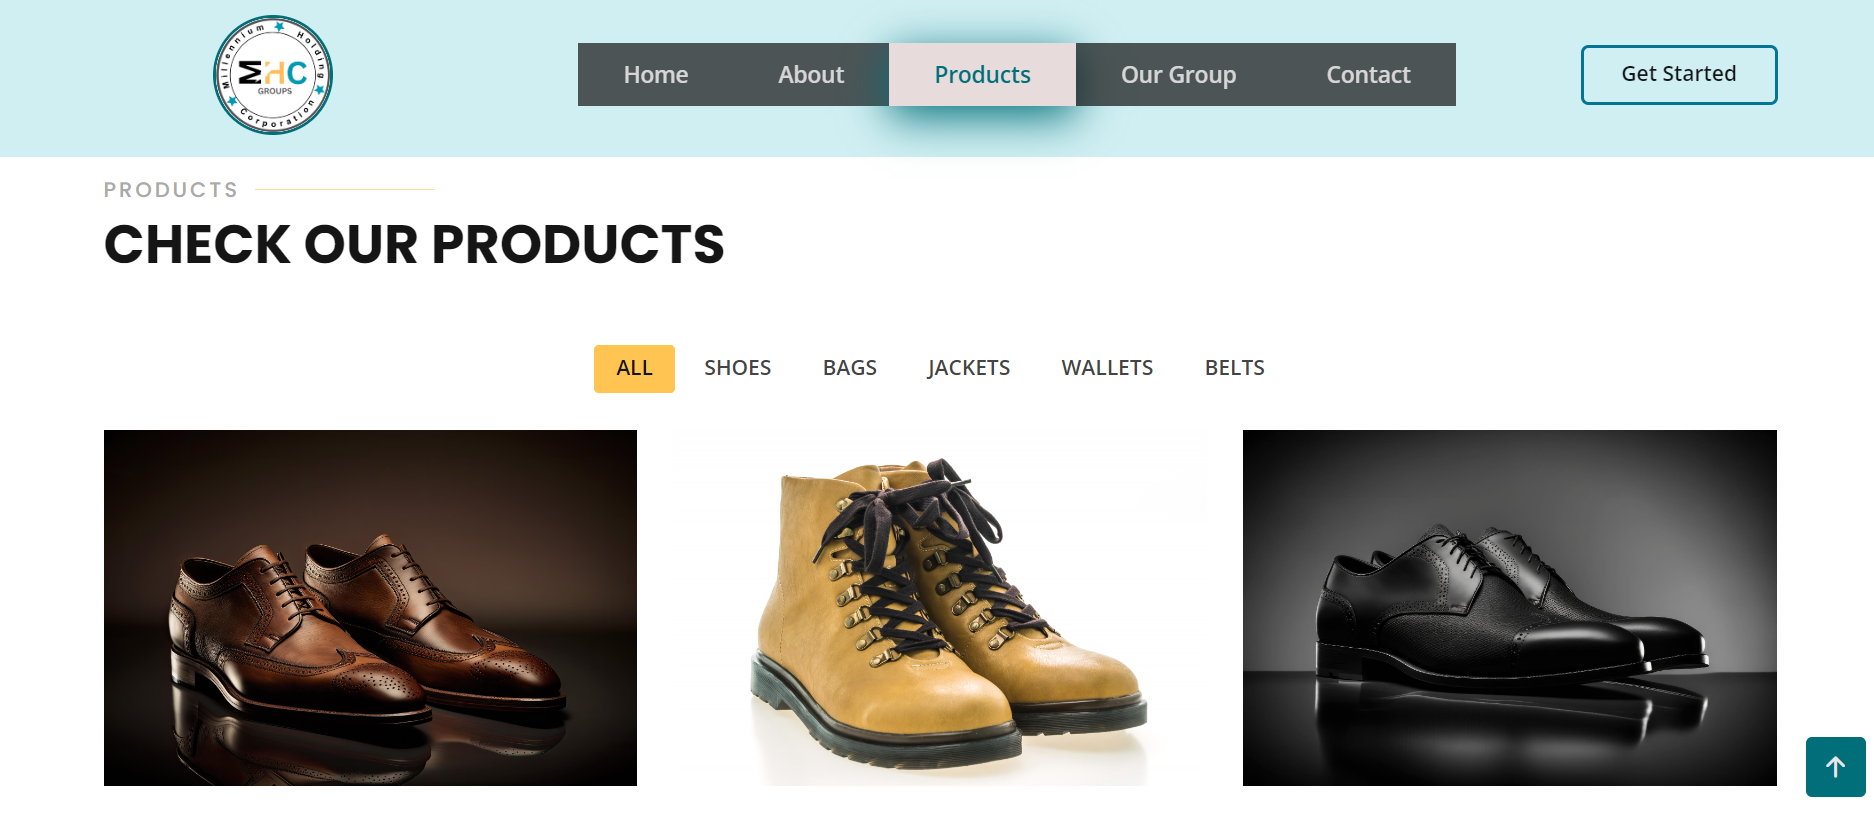 Millennium Holding
MHC
GROUPS
Corporation
Home About Products Our Group Contact
Get Started
PRODUCTS
CHECK OUR PRODUCTS
ALL SHOES BAGS JACKETS WALLETS BELTS